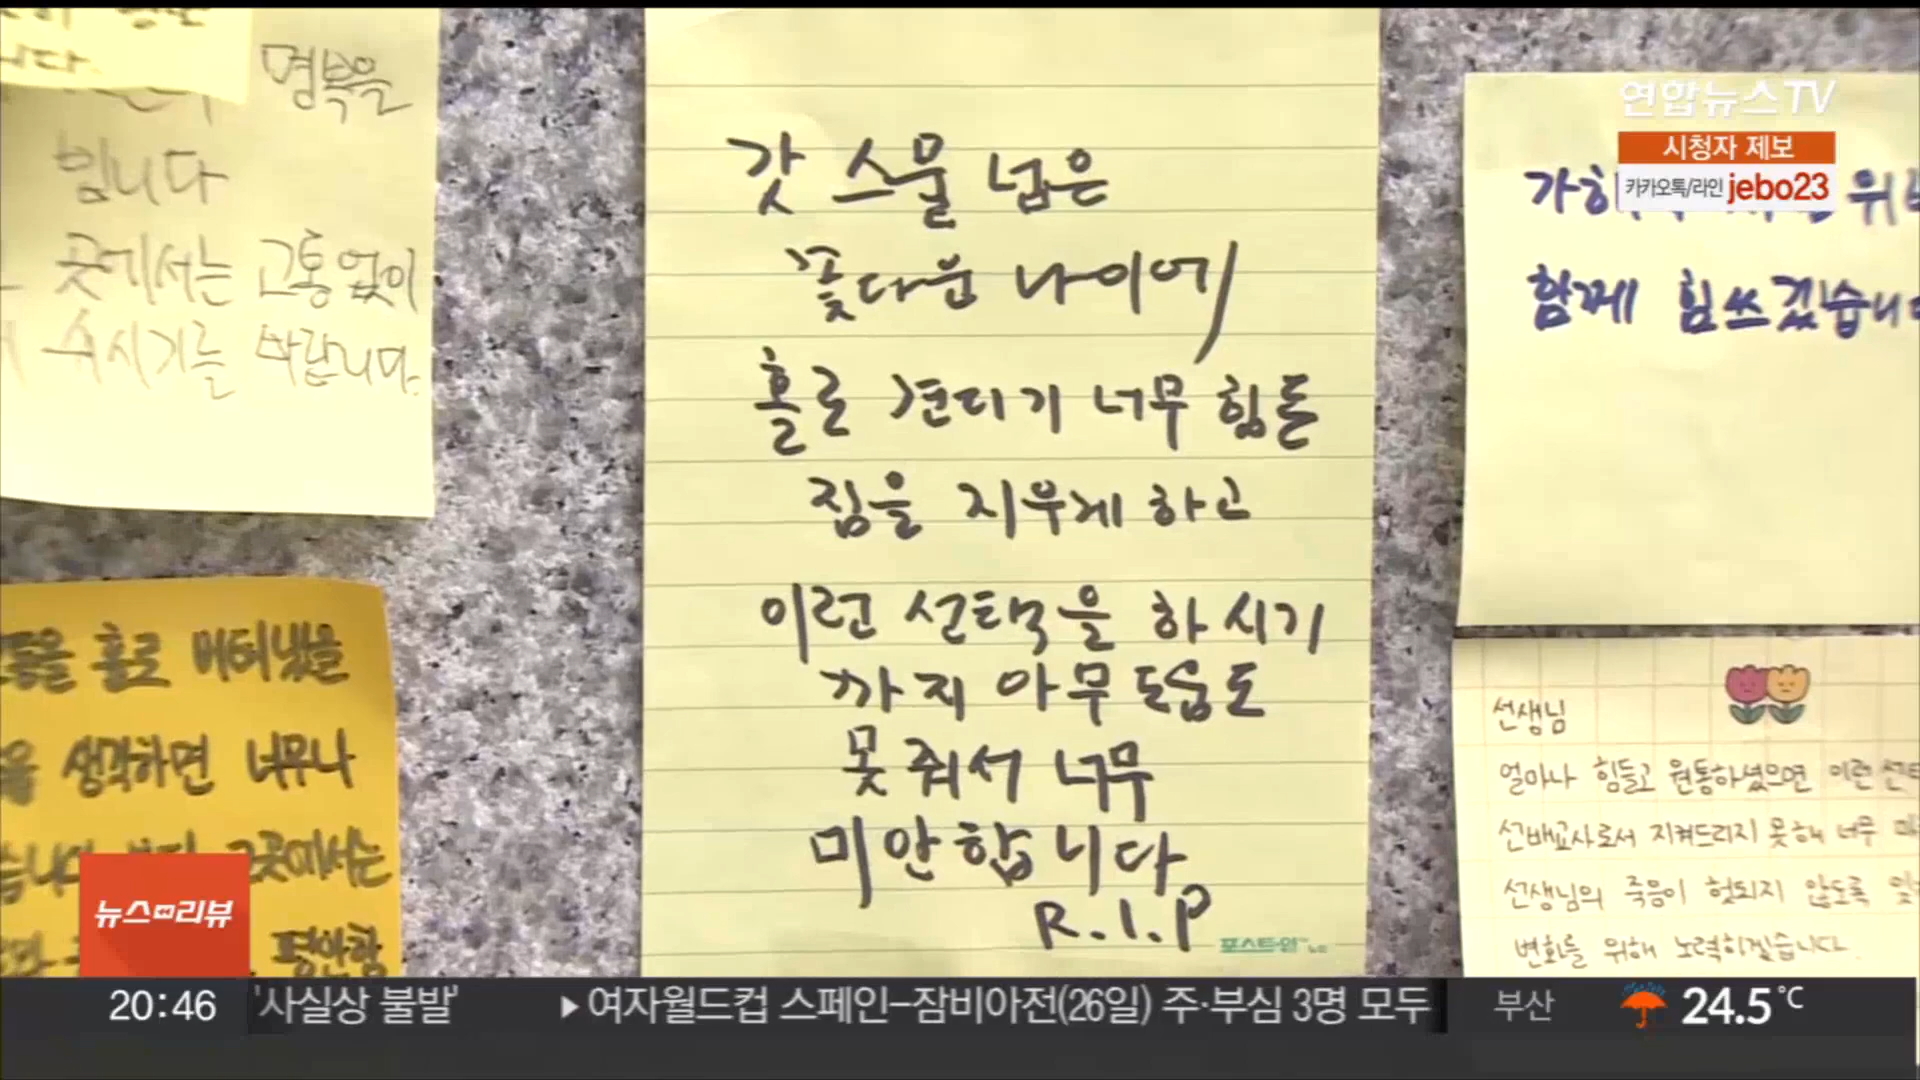 명복을
빕니다
곳에서는 고통없이
쉬시기를 바랍니다.
홀로 버티셨을
을 생각하면 너무나
그곳에서는
평안함
갓 스물 넘은
꽃다운 나이에
홀로 견디기 너무 힘든
짐을 지우게 하고
이런 선택을 하시기
까지 아무 도움도
못 줘서 너무
미안합니다
R.I.P
포스트-잇
연합뉴스TV
시청자 제보
카카오톡/라인 jebo23
함께 힘쓰겠습니다
선생님
얼마나 힘들고 원통하셨으면 이런 선택
선배교사로서 지켜드리지 못해 너무
선생님의 죽음이 헛되지 않도록
변화를 위해 노력하겠습니다.
뉴스리뷰
20:46 '사실상 불발' ▶여자월드컵 스페인-잠비아전(26일) 주·부심 3명 모두 부산 24.5℃